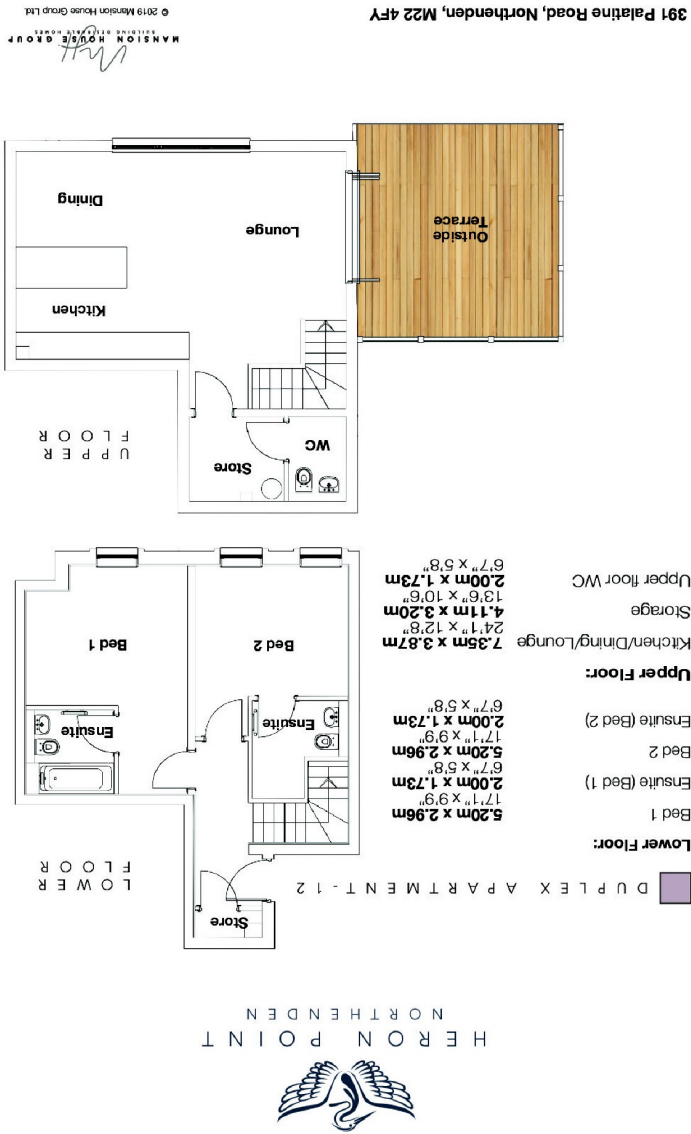 HERON POINT
NORTHENDEN
DUPLEX APARTMENT-12
Lower Floor:
Bed 1 5.20m x 2.96m
17'1" x 9'9"
Ensuite (Bed 1) 2.00m x 1.73m
6'7" x 5'8"
Bed 2 5.20m x 2.96m
17'1" x 9'9"
Ensuite (Bed 2) 2.00m x 1.73m
6'7" x 5'8"
Upper Floor:
Kitchen/Dining/Lounge 7.35m x 3.87m
24'1" x 12'8"
Storage 4.11m x 3.20m
13'6" x 10'6"
Upper floor WC 2.00m x 1.73m
6'7" x 5'8"
Store
LOWER
FLOOR
Ensuite
Ensuite
Bed 2
Bed 1
WC
Store
UPPER
FLOOR
Kitchen
Lounge
Dining
Outside
Terrace
391 Palatine Road, Northenden, M22 4FY
MANSION HOUSE GROUP
BUILDING DESIRABLE HOMES
© 2019 Mansion House Group Ltd.